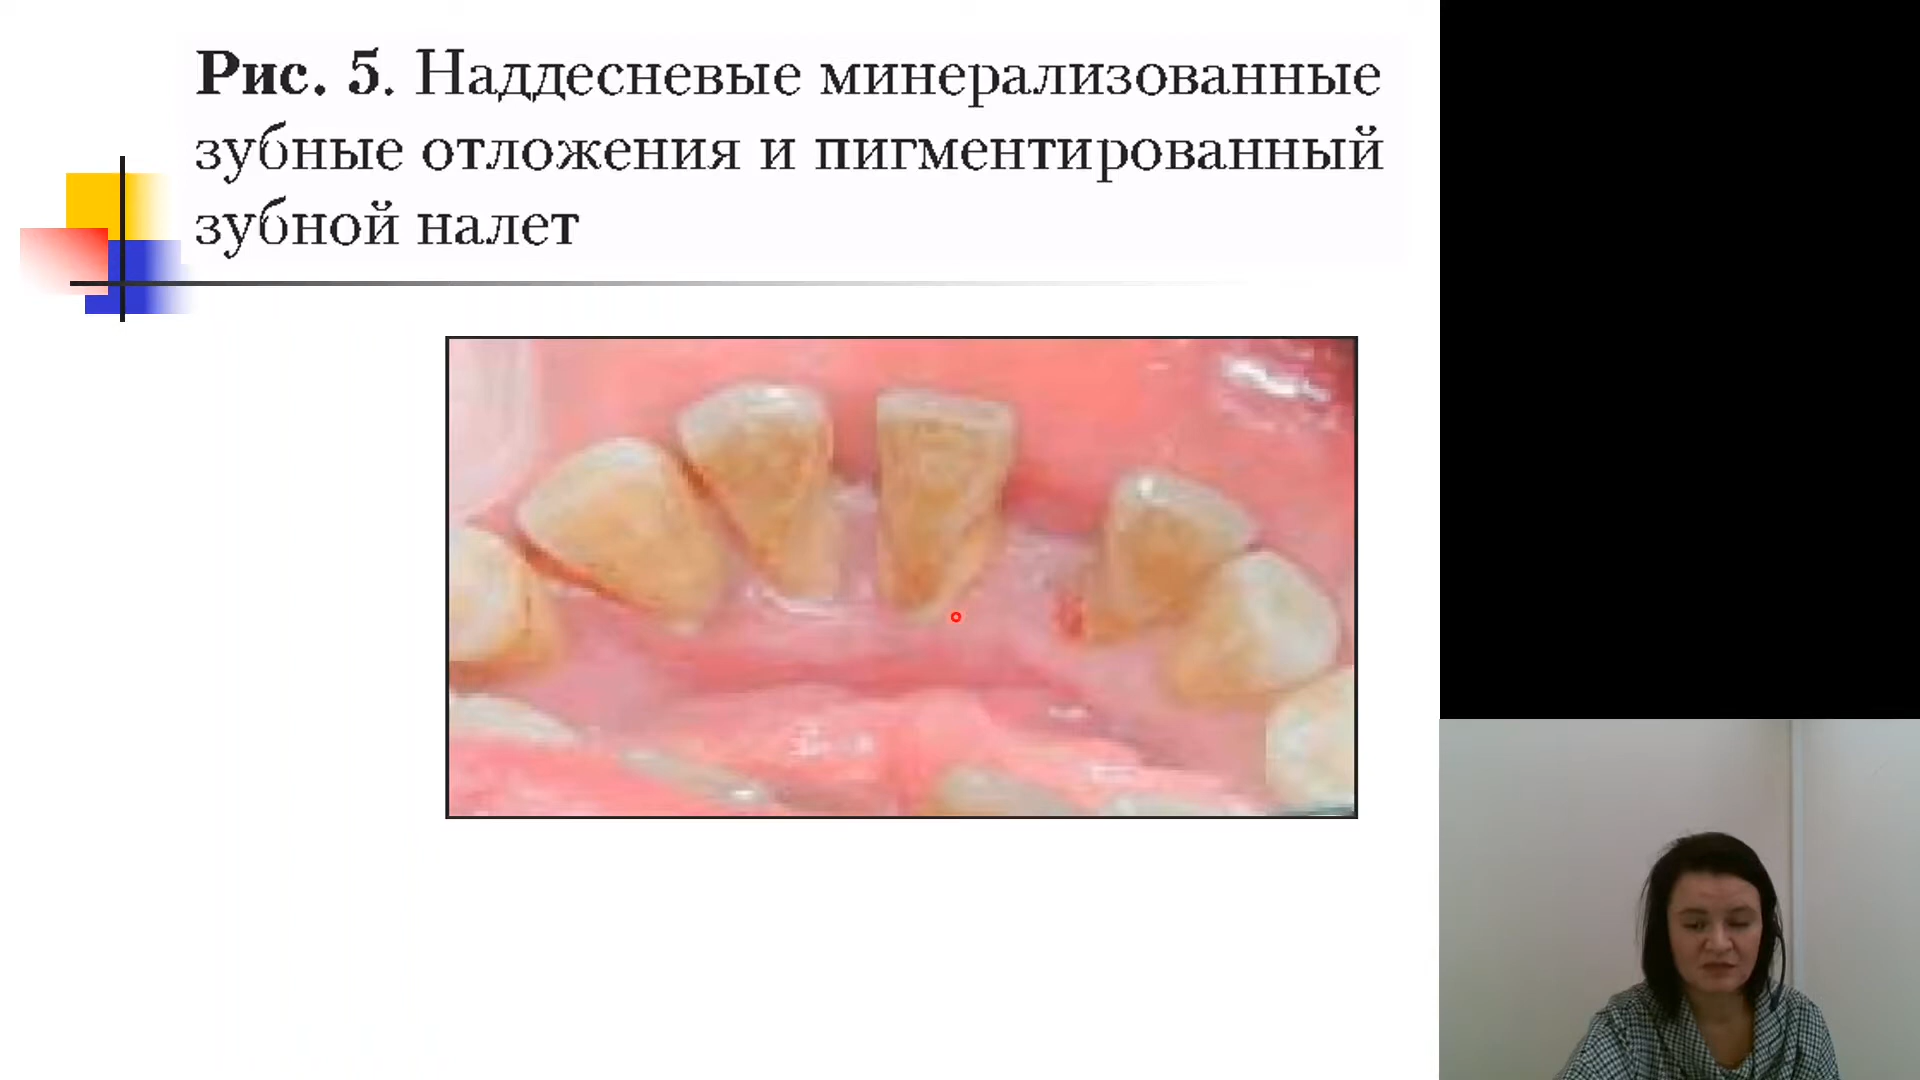 Рис. 5. Наддесневые минерализованные
зубные отложения и пигментированный
зубной налет